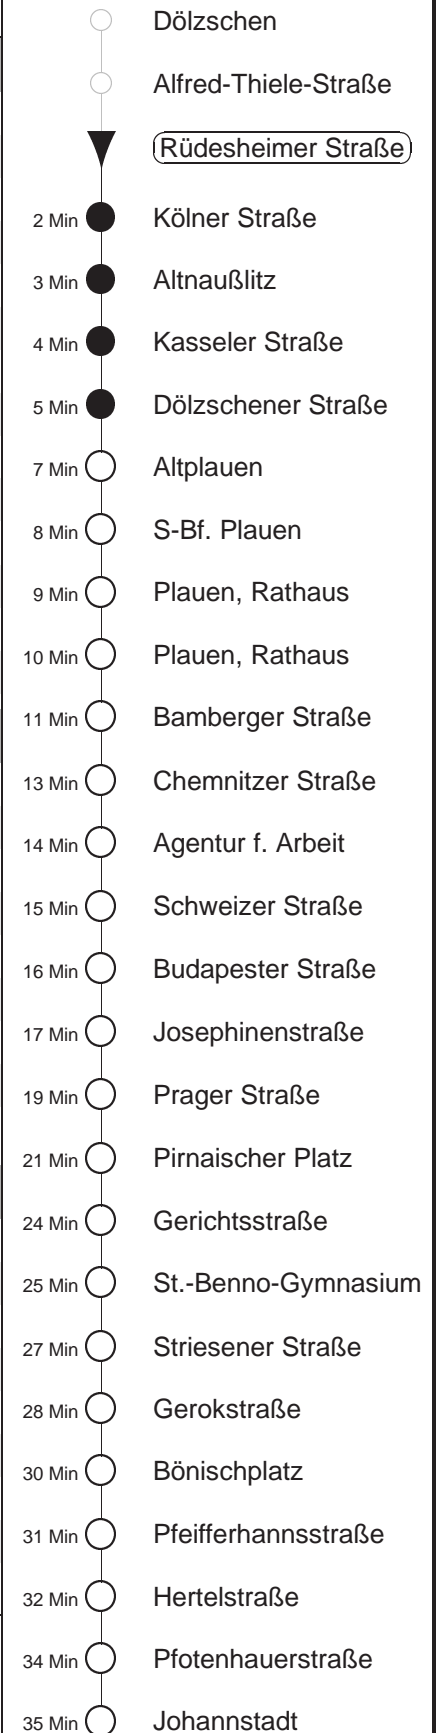 Dölzschen
Alfred-Thiele-Straße
Rüdesheimer Straße
2 Min Kölner Straße
3 Min Altnaußlitz
4 Min Kasseler Straße
5 Min Dölzschener Straße
7 Min Altplauen
8 Min S-Bf. Plauen
9 Min Plauen, Rathaus
10 Min Plauen, Rathaus
11 Min Bamberger Straße
13 Min Chemnitzer Straße
14 Min Agentur f. Arbeit
15 Min Schweizer Straße
16 Min Budapester Straße
17 Min Josephinenstraße
19 Min Prager Straße
21 Min Pirnaischer Platz
24 Min Gerichtsstraße
25 Min St.-Benno-Gymnasium
27 Min Striesener Straße
28 Min Gerokstraße
30 Min Bönischplatz
31 Min Pfeifferhannsstraße
32 Min Hertelstraße
34 Min Pfotenhauerstraße
35 Min Johannstadt